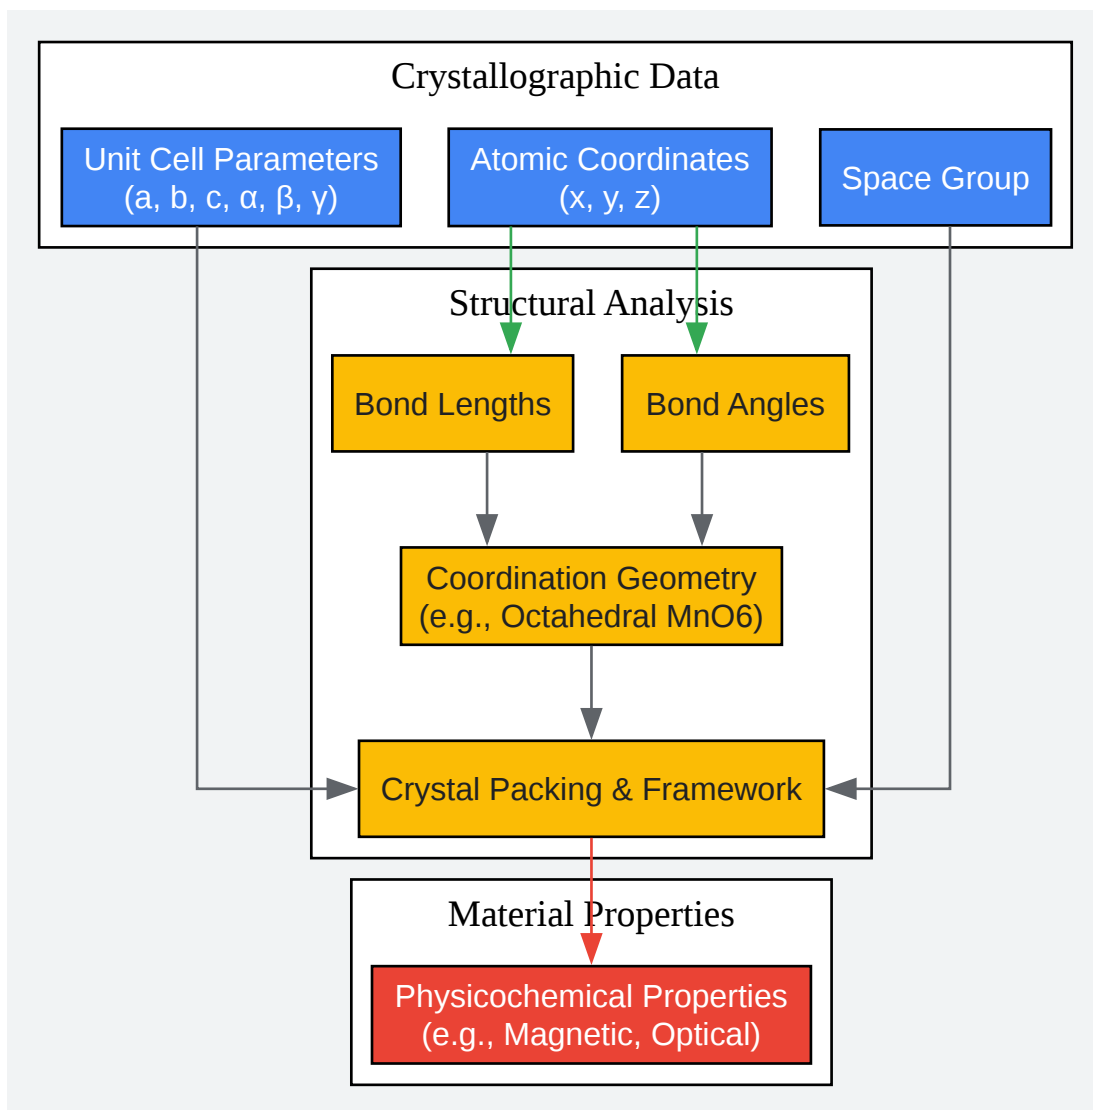 Crystallographic Data
Unit Cell Parameters
(a, b, c, α, β, γ)
Atomic Coordinates
(x, y, z)
Space Group
Structural Analysis
Bond Lengths
Bond Angles
Coordination Geometry
(e.g., Octahedral MnO6)
Crystal Packing & Framework
Material Properties
Physicochemical Properties
(e.g., Magnetic, Optical)